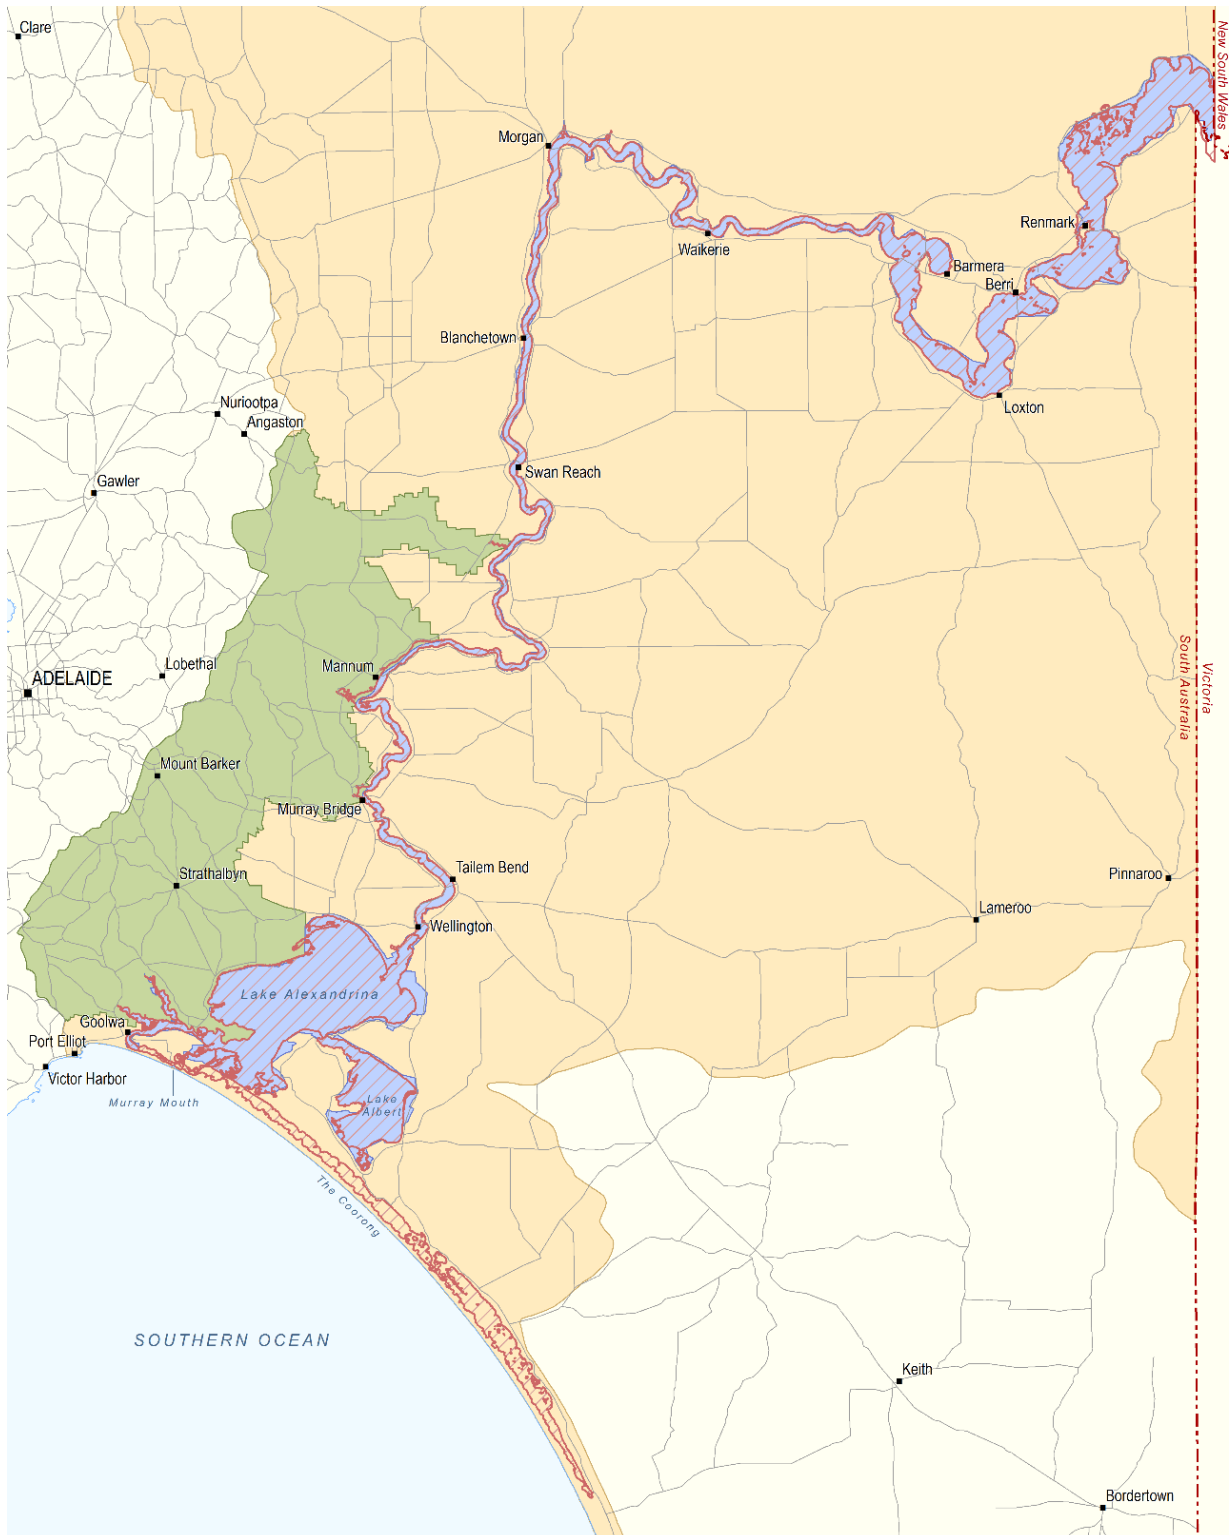 Clare
New South Wales
Morgan
Renmark
Waikerie
Barmera
Berri
Blanchetown
Nuriootpa
Angaston
Loxton
Swan Reach
Gawler
Lobethal
Mannum
ADELAIDE
South Australia
Victoria
Mount Barker
Murray Bridge
Tailem Bend
Strathalbyn
Pinnaroo
Lameroo
Wellington
Lake Alexandrina
Goolwa
Port Elliot
Victor Harbor
Murray Mouth
Lake
Albert
The Coorong
SOUTHERN OCEAN
Keith
Bordertown